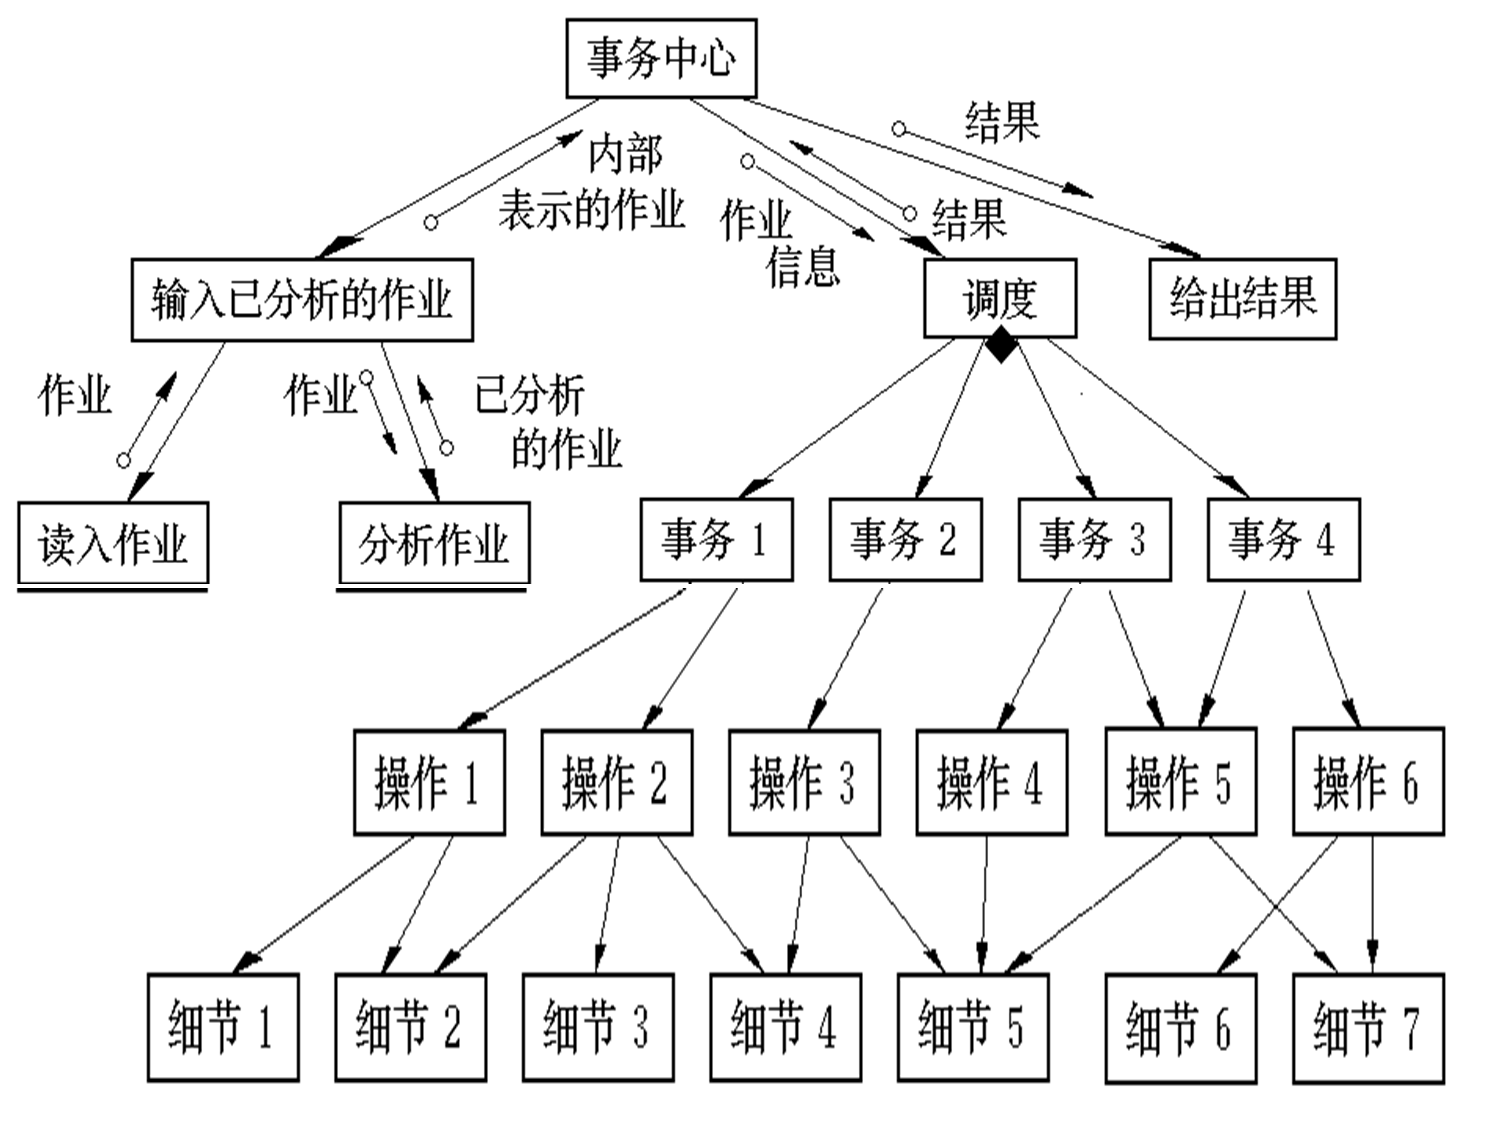 事务中心
结果
内部
表示的作业
作业
信息
结果
输入已分析的作业
调度
给出结果
作业
作业
已分析
的作业
读入作业
分析作业
事务 1
事务 2
事务 3
事务 4
操作 1
操作 2
操作 3
操作 4
操作 5
操作 6
细节 1
细节 2
细节 3
细节 4
细节 5
细节 6
细节 7